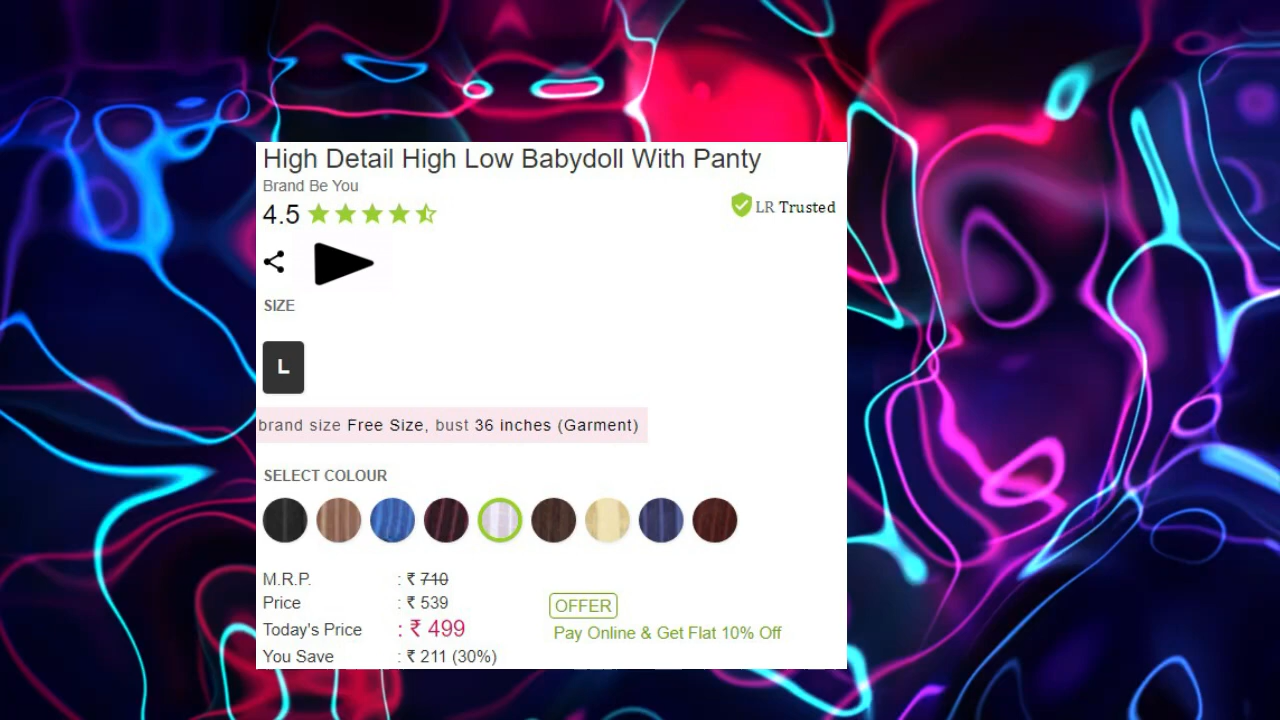 High Detail High Low Babydoll With Panty
Brand Be You
4.5
LR Trusted
SIZE
L
brand size Free Size, bust 36 inches (Garment)
SELECT COLOUR
M.R.P. : ₹ 710
Price : ₹ 539
OFFER
Today's Price : ₹ 499
Pay Online & Get Flat 10% Off
You Save : ₹ 211 (30%)